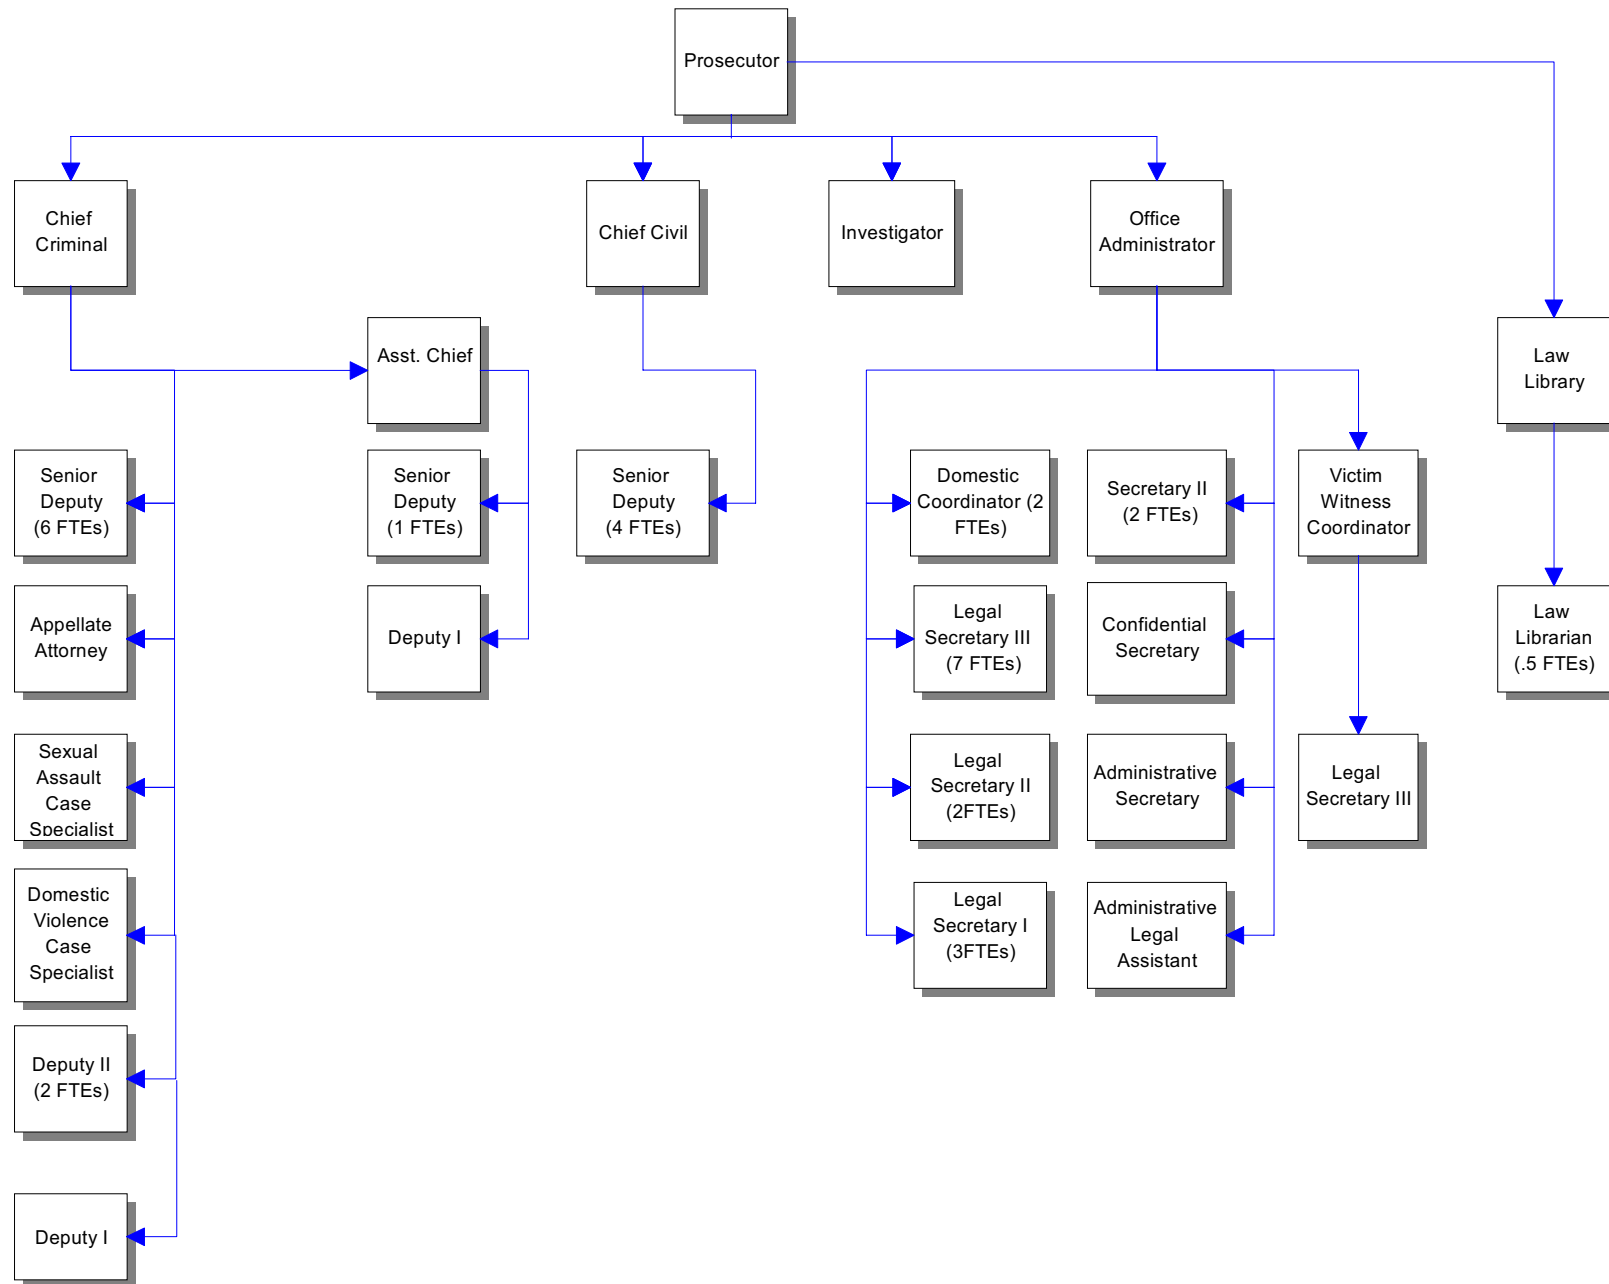 Prosecutor
Chief
Criminal
Chief Civil
Investigator
Office
Administrator
Asst. Chief
Law
Library
Senior
Deputy
(6 FTEs)
Senior
Deputy
(1 FTEs)
Senior
Deputy
(4 FTEs)
Domestic
Coordinator (2
FTEs)
Secretary II
(2 FTEs)
Victim
Witness
Coordinator
Appellate
Attorney
Deputy I
Legal
Secretary III
(7 FTEs)
Confidential
Secretary
Law
Librarian
(.5 FTEs)
Sexual
Assault
Case
Specialist
Legal
Secretary II
(2FTEs)
Administrative
Secretary
Legal
Secretary III
Domestic
Violence
Case
Specialist
Legal
Secretary I
(3FTEs)
Administrative
Legal
Assistant
Deputy II
(2 FTEs)
Deputy I